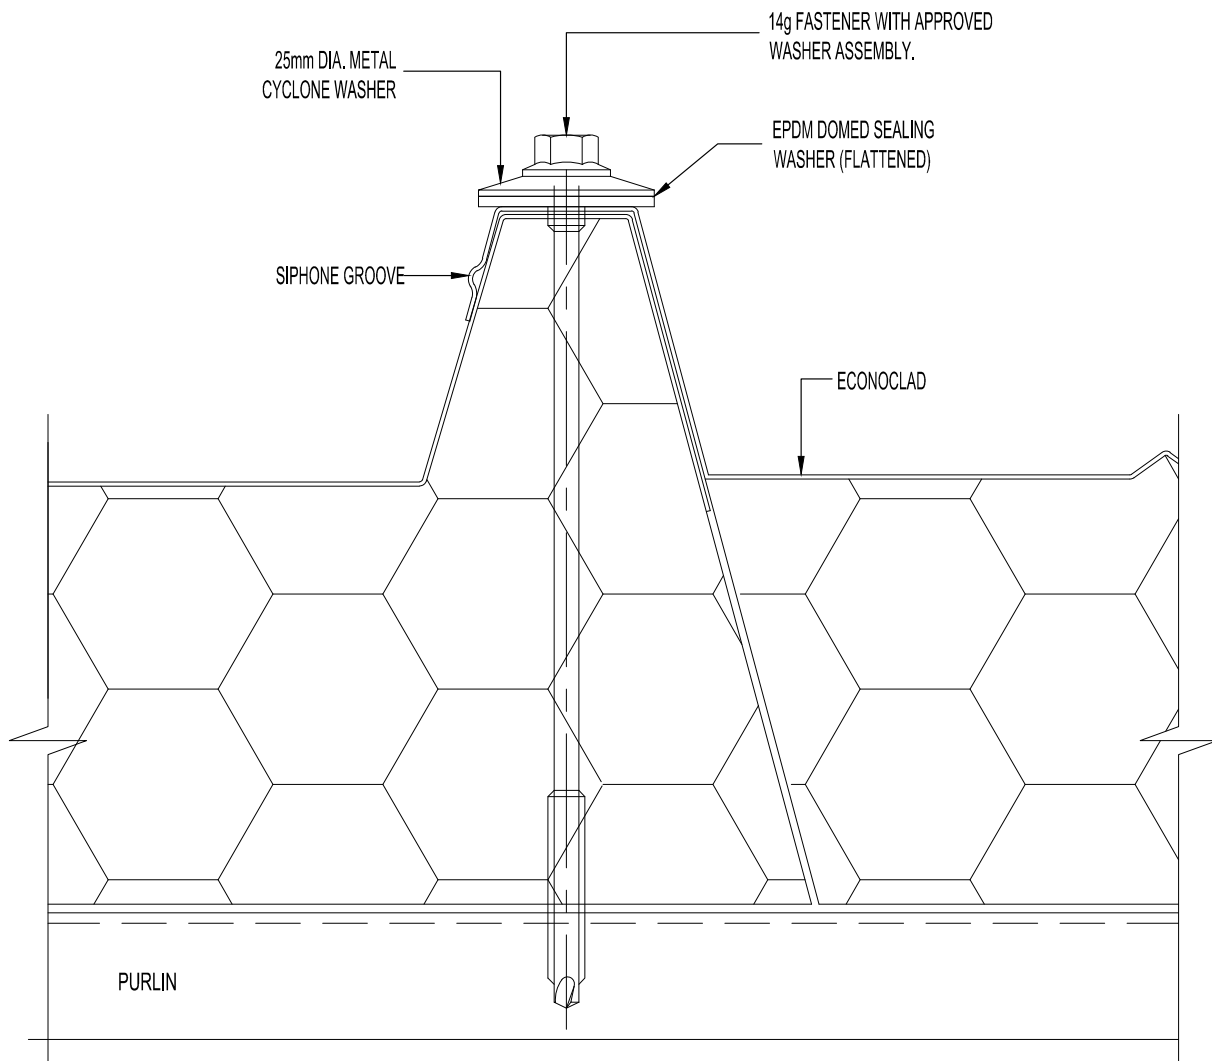 14g FASTENER WITH APPROVED
WASHER ASSEMBLY.
25mm DIA. METAL
CYCLONE WASHER
EPDM DOMED SEALING
WASHER (FLATTENED)
SIPHONE GROOVE
ECONOCLAD
PURLIN